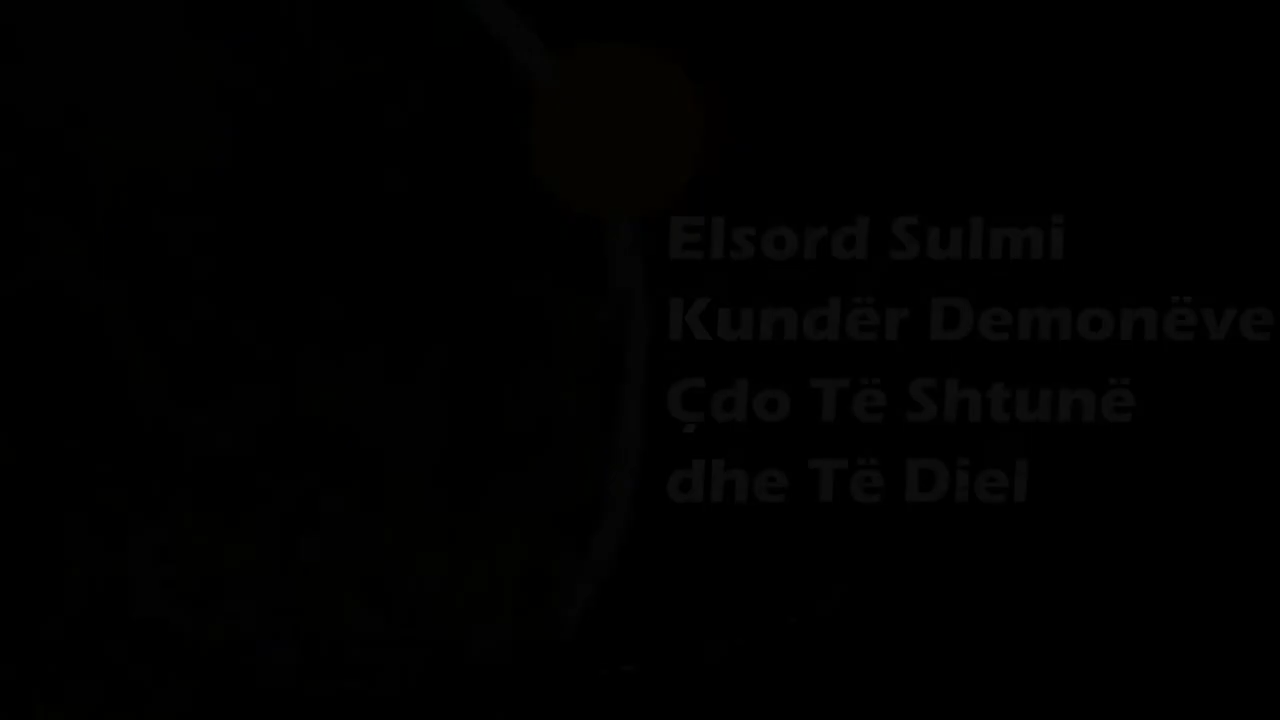 Elsord Sulmi
Kundër Demonëve
Çdo Të Shtunë
dhe Të Diel